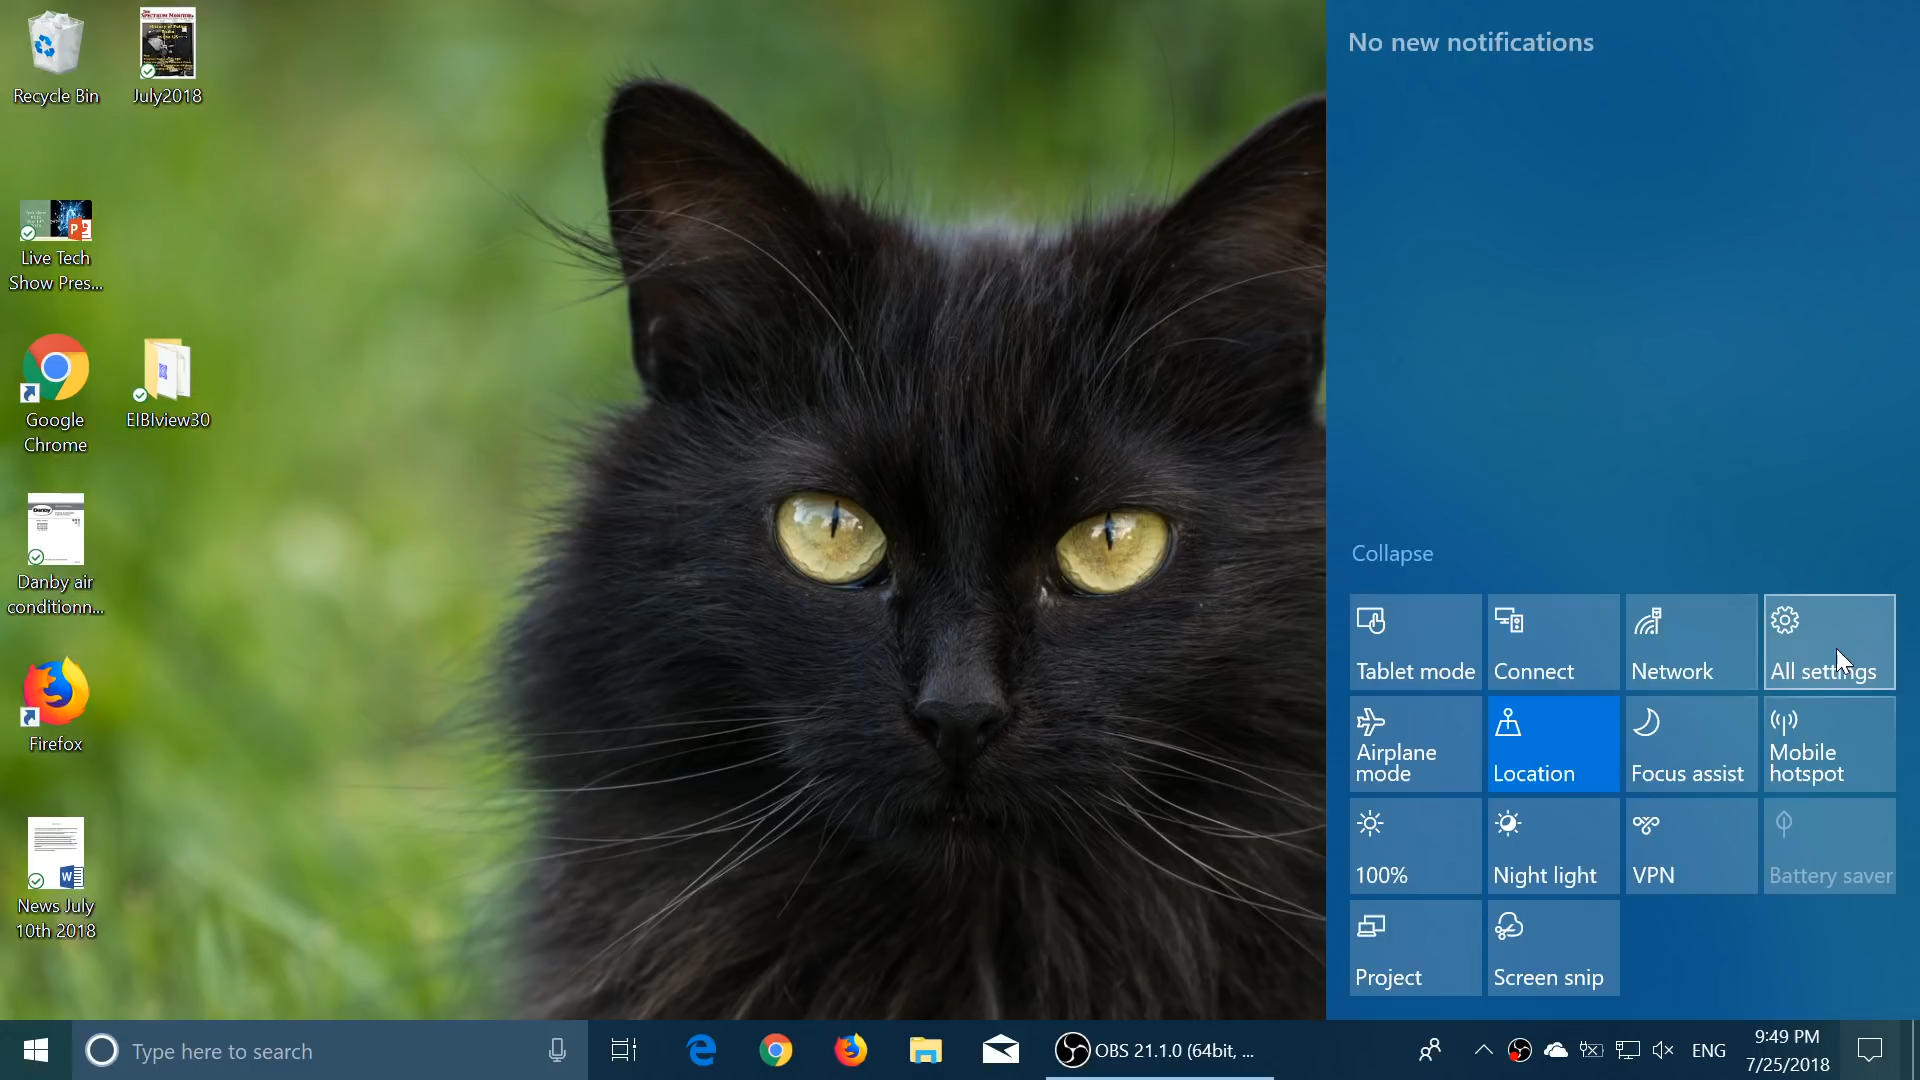 Recycle Bin
July2018
Live Tech
Show Pres...
Google
Chrome
EIBIview30
Danby
Danby air
conditionn...
Firefox
News July
10th 2018
No new notifications
Collapse
Tablet mode
Connect
Network
All settings
Airplane
mode
Location
Focus assist
Mobile
hotspot
100%
Night light
VPN
Battery saver
Project
Screen snip
Type here to search
OBS 21.1.0 (64bit, ...
ENG
9:49 PM
7/25/2018